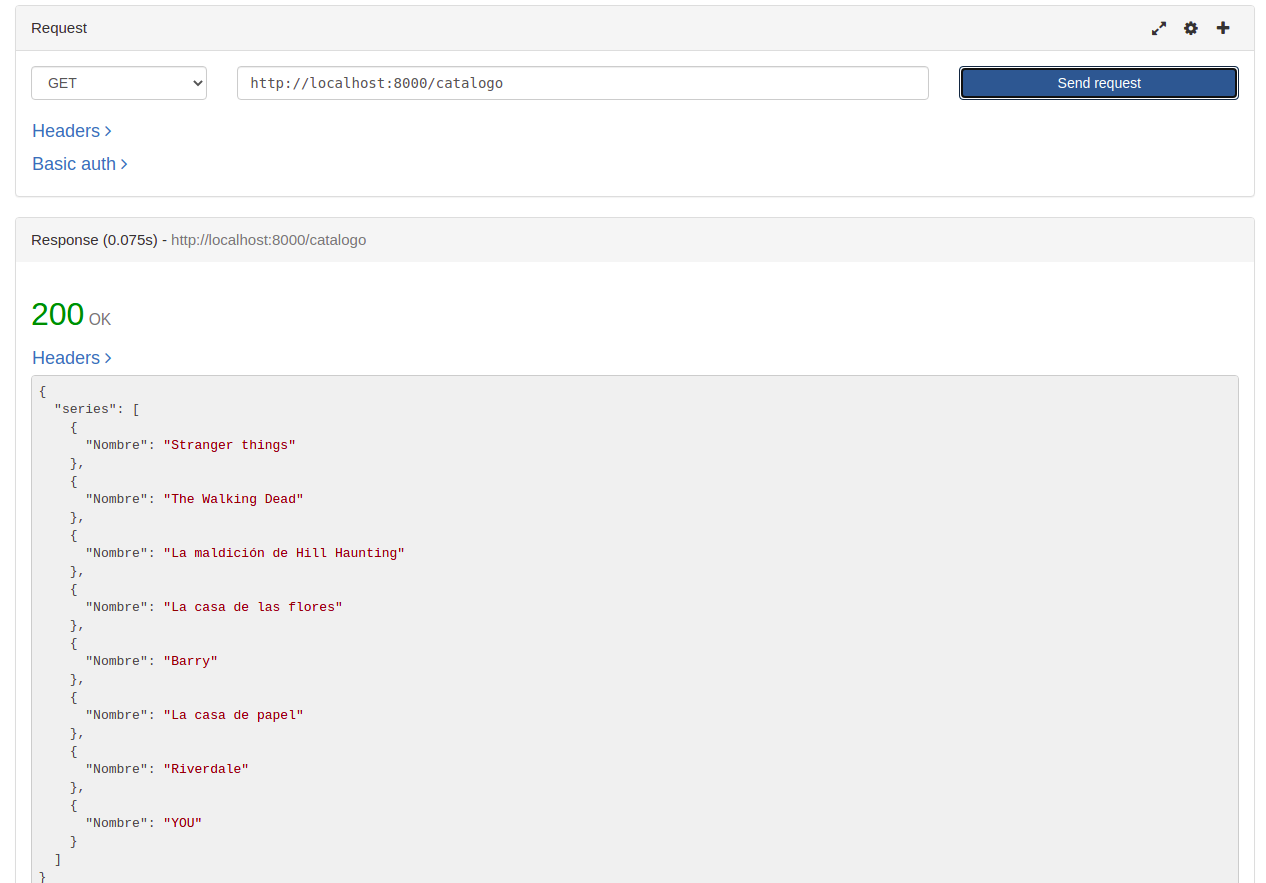 Request
GET http://localhost:8000/catalogo Send request
Headers
Basic auth
Response (0.075s) - http://localhost:8000/catalogo
200 OK
Headers
{
  "series": [
    {
      "Nombre": "Stranger things"
    },
    {
      "Nombre": "The Walking Dead"
    },
    {
      "Nombre": "La maldición de Hill Haunting"
    },
    {
      "Nombre": "La casa de las flores"
    },
    {
      "Nombre": "Barry"
    },
    {
      "Nombre": "La casa de papel"
    },
    {
      "Nombre": "Riverdale"
    },
    {
      "Nombre": "YOU"
    }
  ]
}